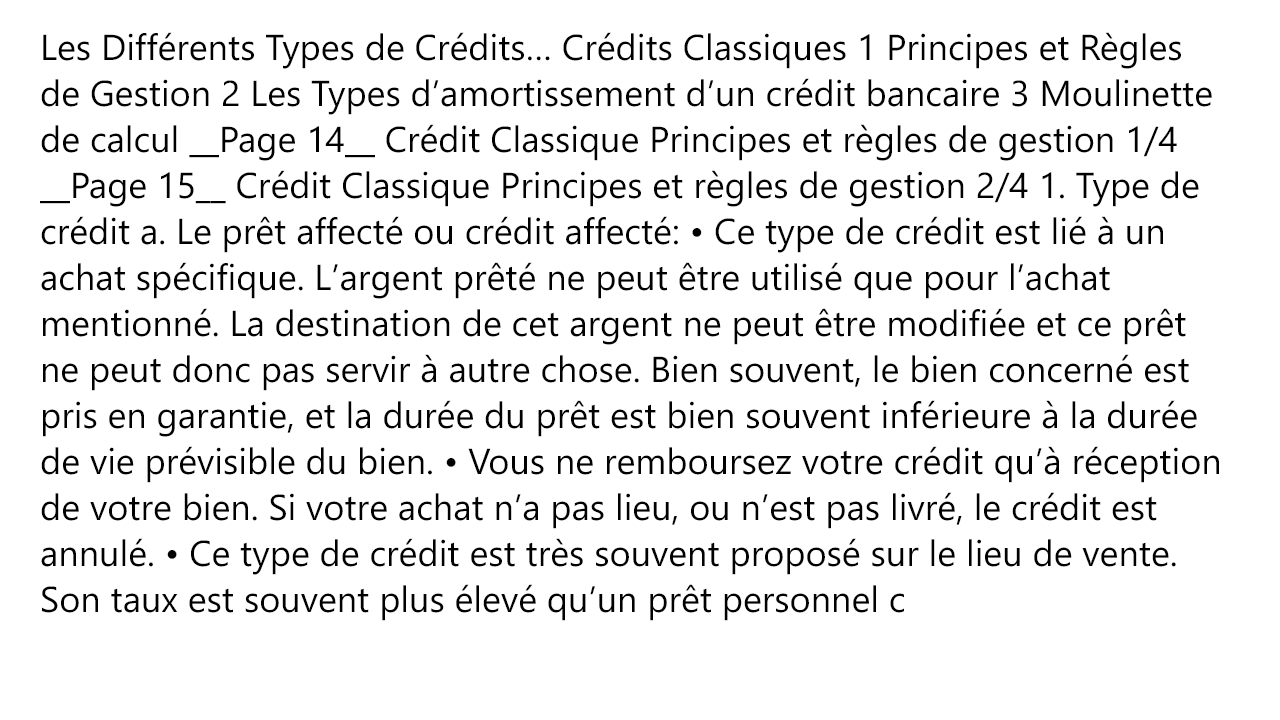 Les Différents Types de Crédits… Crédits Classiques 1 Principes et Règles
de Gestion 2 Les Types d’amortissement d’un crédit bancaire 3 Moulinette
de calcul __Page 14__ Crédit Classique Principes et règles de gestion 1/4
__Page 15__ Crédit Classique Principes et règles de gestion 2/4 1. Type de
crédit a. Le prêt affecté ou crédit affecté: • Ce type de crédit est lié à un
achat spécifique. L’argent prêté ne peut être utilisé que pour l’achat
mentionné. La destination de cet argent ne peut être modifiée et ce prêt
ne peut donc pas servir à autre chose. Bien souvent, le bien concerné est
pris en garantie, et la durée du prêt est bien souvent inférieure à la durée
de vie prévisible du bien. • Vous ne remboursez votre crédit qu’à réception
de votre bien. Si votre achat n’a pas lieu, ou n’est pas livré, le crédit est
annulé. • Ce type de crédit est très souvent proposé sur le lieu de vente.
Son taux est souvent plus élevé qu’un prêt personnel c